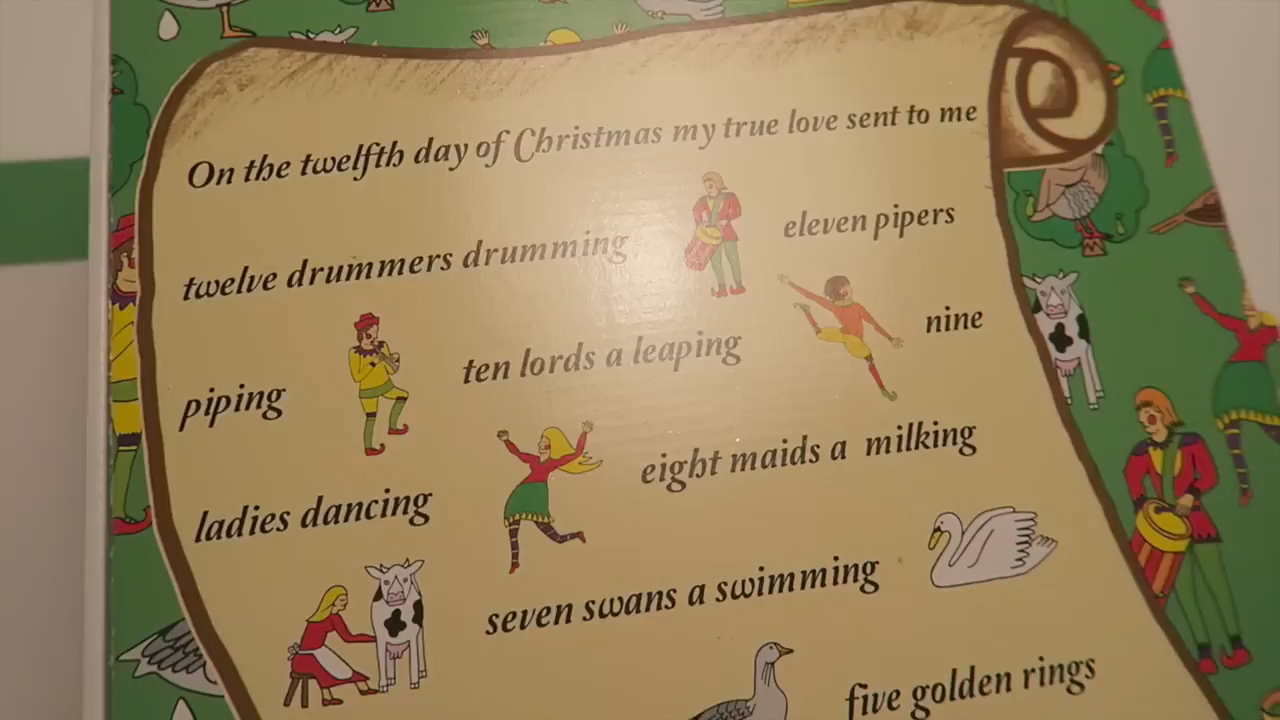 On the twelfth day of Christmas my true love sent to me
twelve drummers drumming eleven pipers
piping ten lords a leaping nine
ladies dancing eight maids a milking
seven swans a swimming
five golden rings